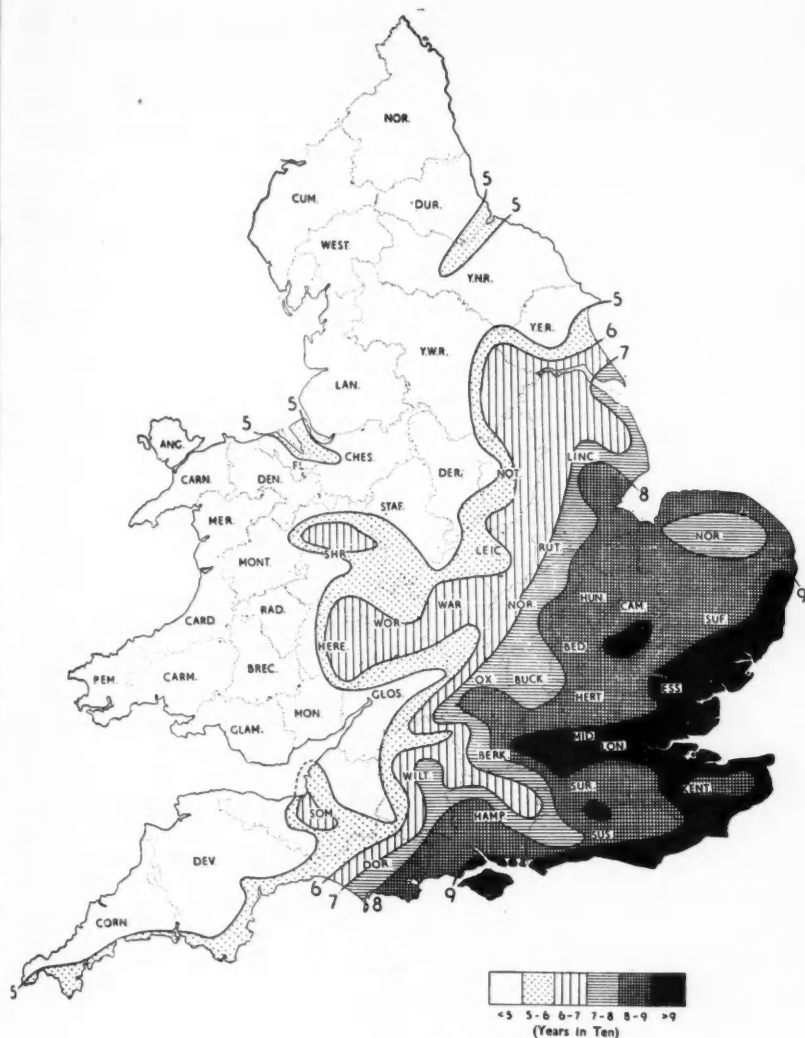 NOR.
CUM.
DUR.
5
5
WEST.
Y.N.R.
5
Y.E.R.
6
7
Y.W.R.
LAN.
5
5
ANG.
FL.
CHES.
LINC
CARN.
DEN.
DER.
NOT.
8
STAF.
MER.
NOR.
SHR.
LEIC
RUT.
MONT.
9
HUN.
CAM.
RAD.
WOR.
WAR
NOR.
SUF.
CARD.
HERE.
BED.
PEM.
CARM.
BREC.
OX
BUCK.
ESS
GLOS.
HERT.
MON.
GLAM.
MID.
LON.
BERK.
WILT.
SUR.
KENT.
SOM.
HAMP.
SUS.
DEV.
DOR.
6
7
8
9
CORN.
5
<5 5-6 6-7 7-8 8-9 >9
(Years in Ten)